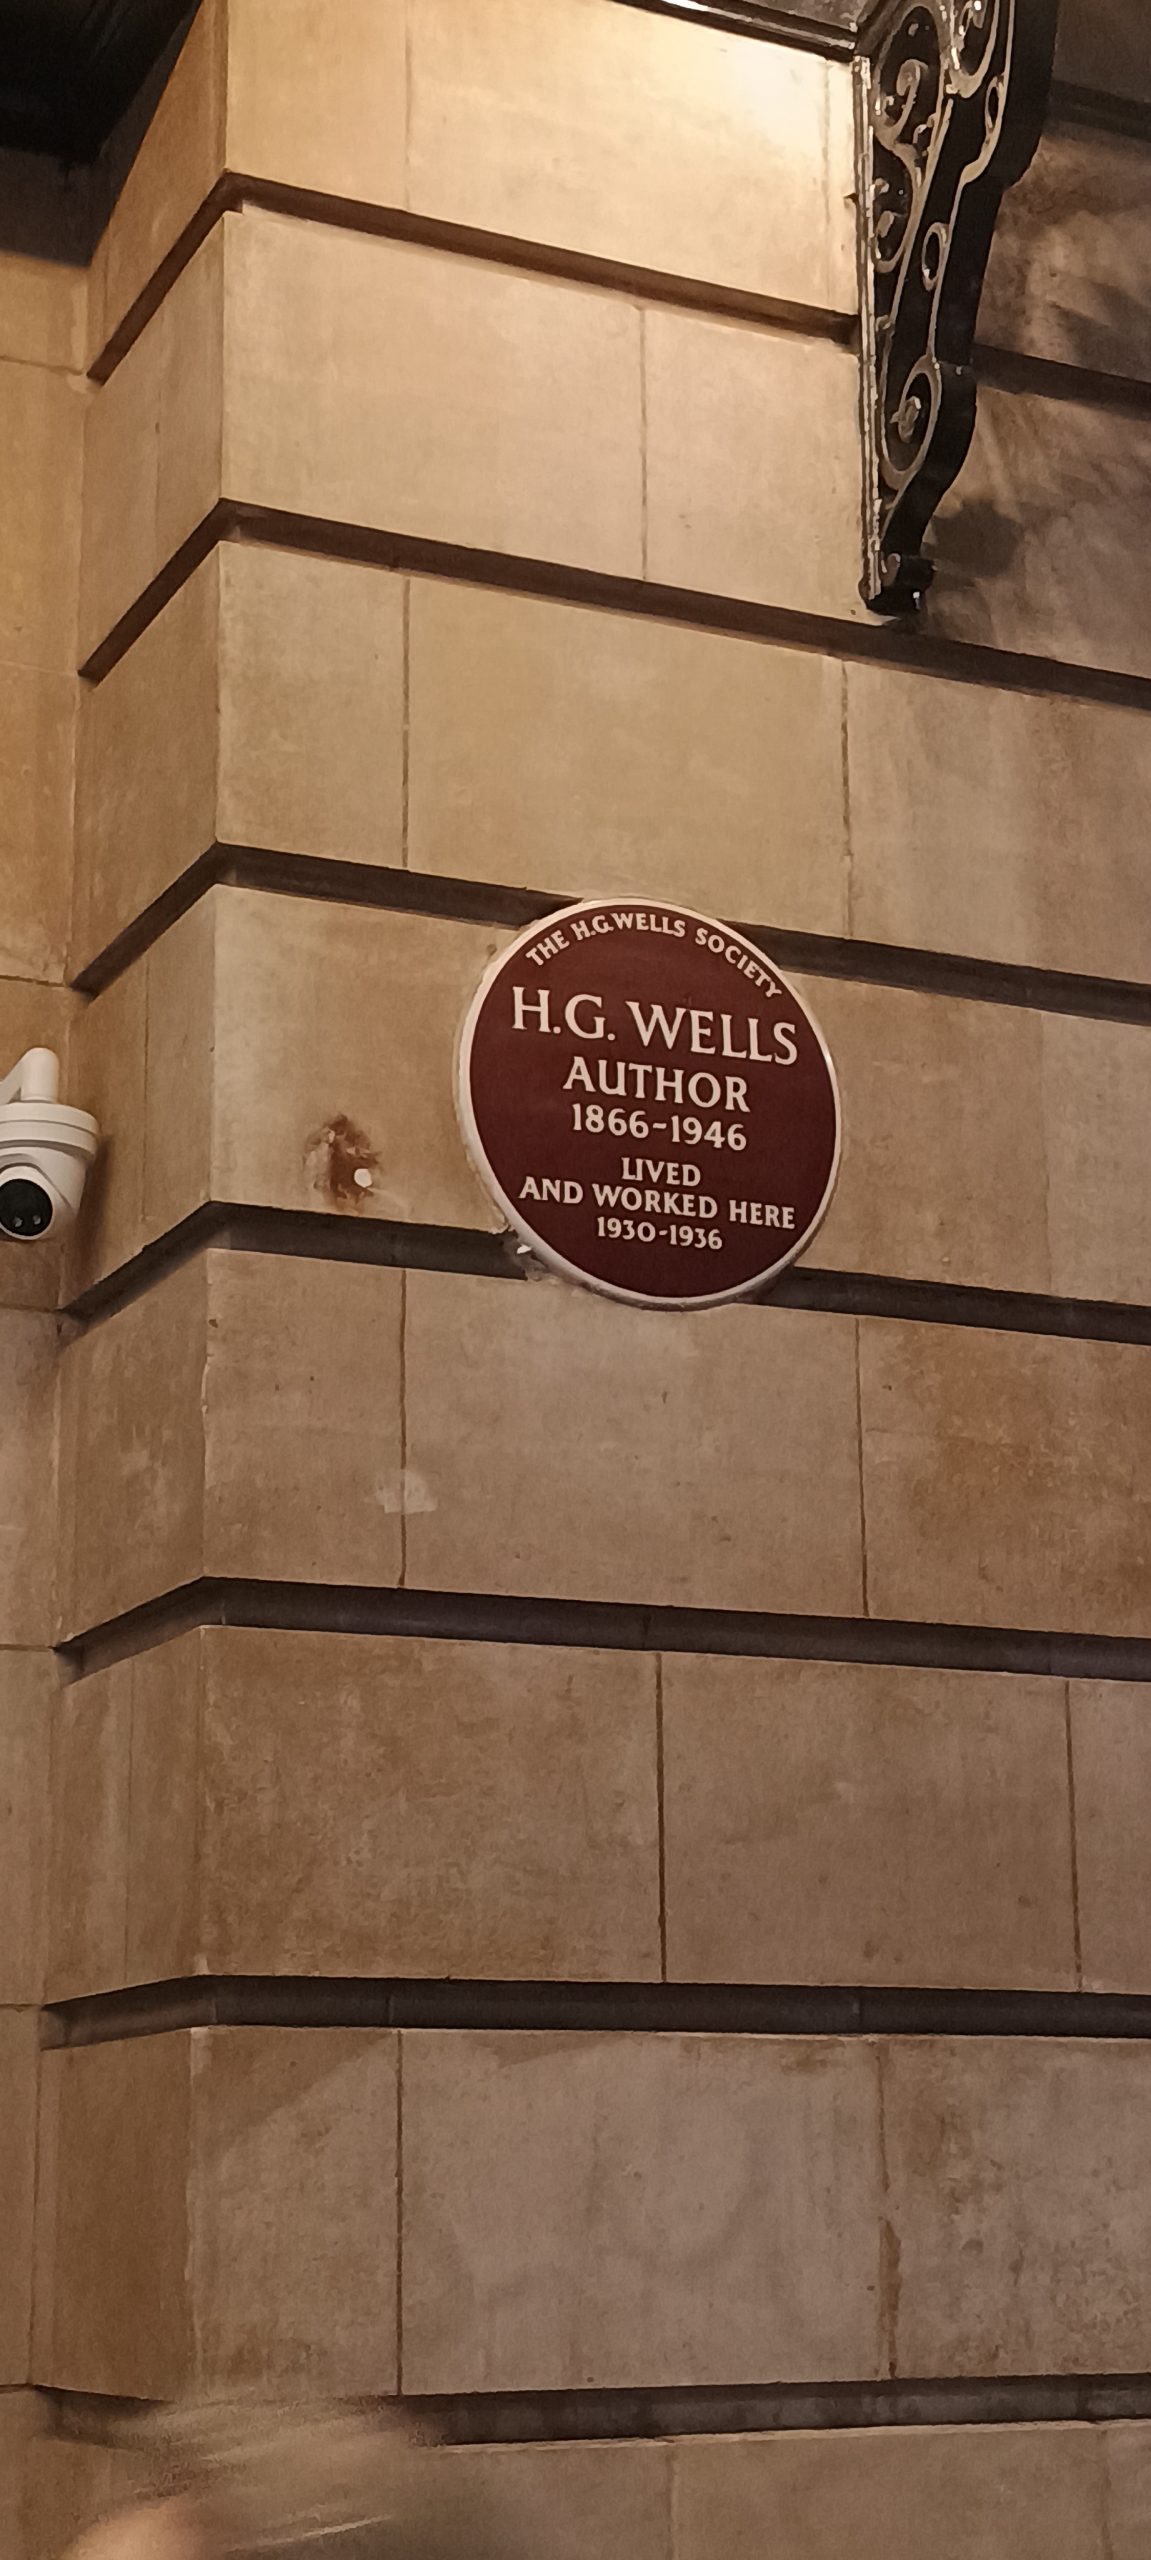 THE H.G.WELLS SOCIETY
H.G. WELLS
AUTHOR
1866-1946
LIVED
AND WORKED HERE
1930-1936